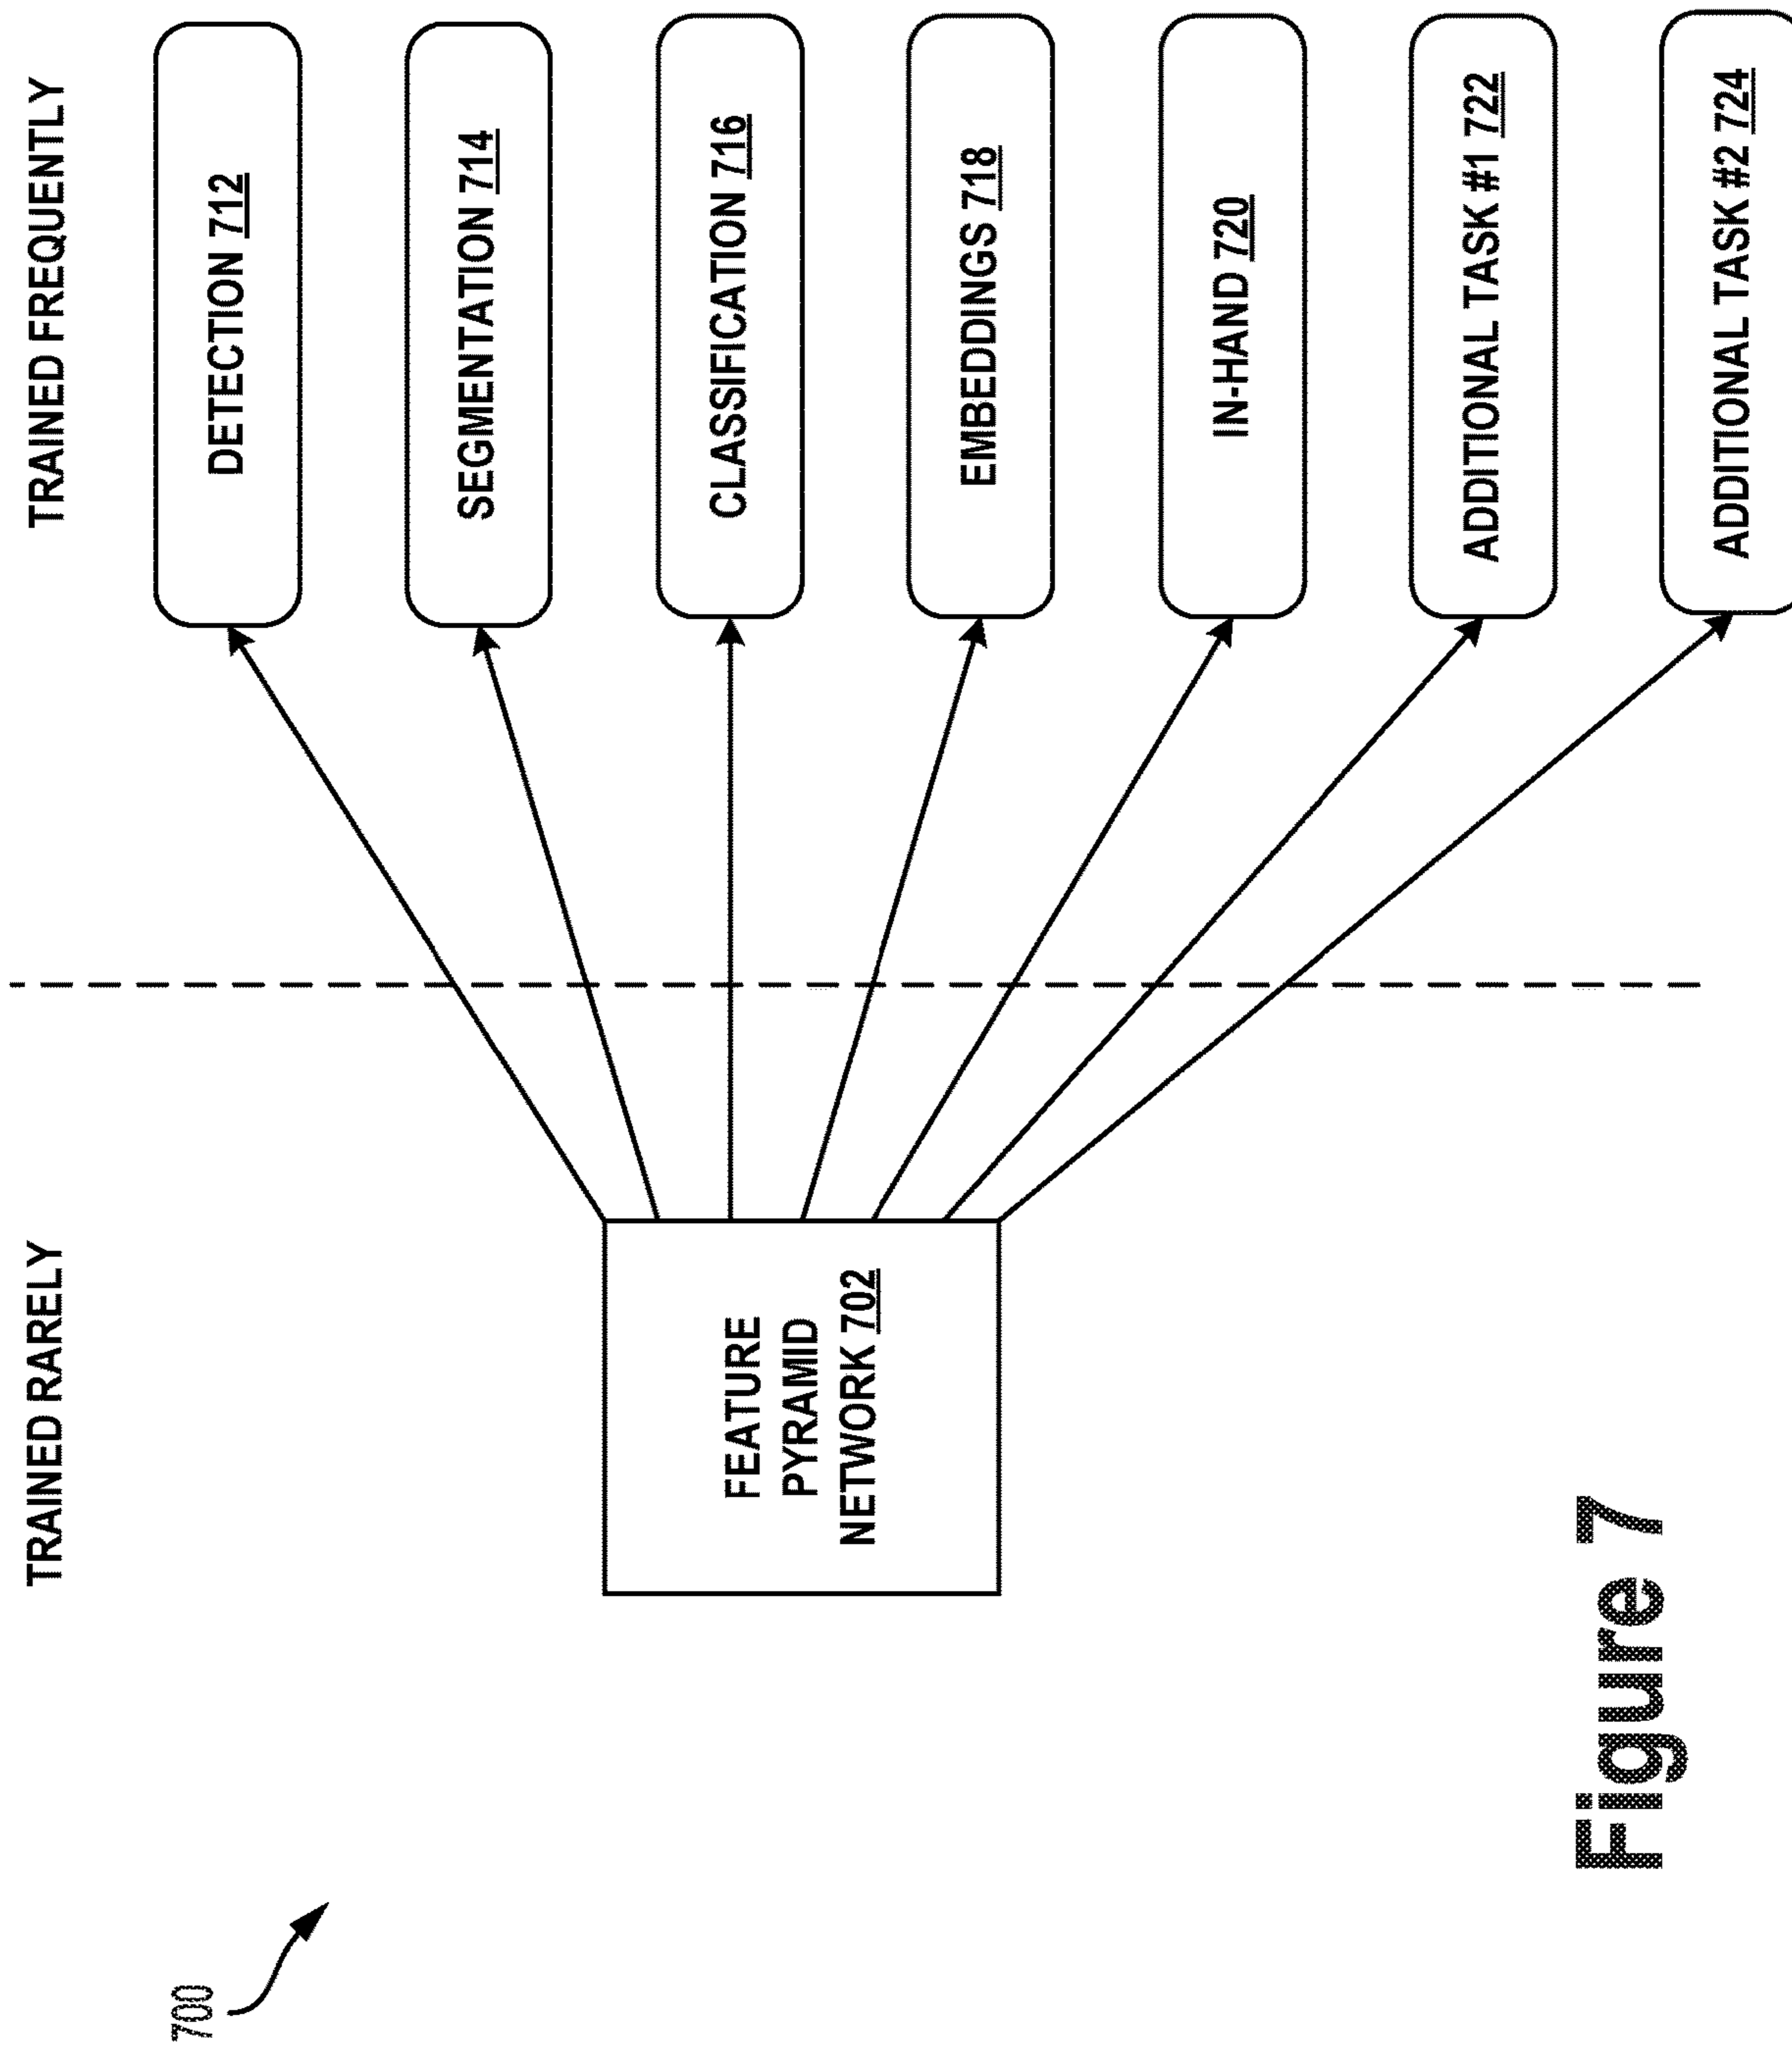 700
TRAINED RARELY
TRAINED FREQUENTLY
FEATURE
PYRAMID
NETWORK 702
DETECTION 712
SEGMENTATION 714
CLASSIFICATION 716
EMBEDDINGS 718
IN-HAND 720
ADDITIONAL TASK #1 722
ADDITIONAL TASK #2 724
Figure 7